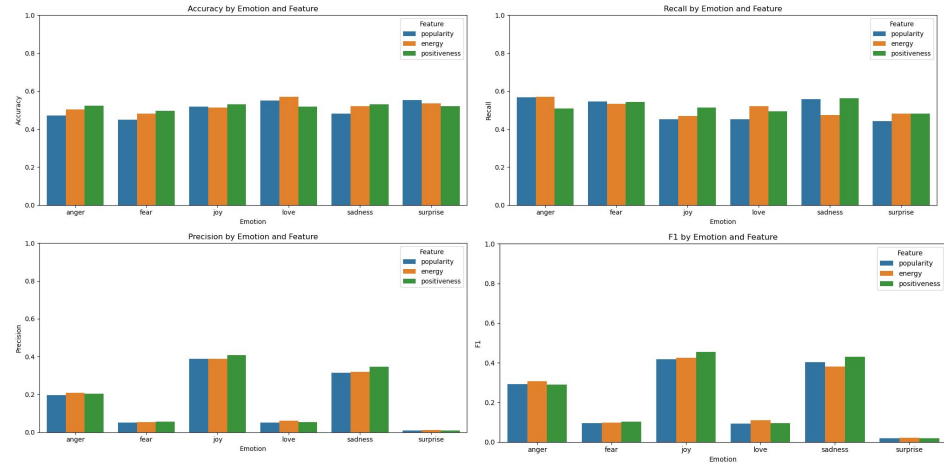 Accuracy by Emotion and Feature
1.0
0.8
0.6
0.4
0.2
0.0
Accuracy
Feature
popularity
energy
positiveness
anger fear joy love sadness surprise
Emotion
Recall by Emotion and Feature
1.0
0.8
0.6
0.4
0.2
0.0
Recall
Feature
popularity
energy
positiveness
anger fear joy love sadness surprise
Emotion
Precision by Emotion and Feature
1.0
0.8
0.6
0.4
0.2
0.0
Precision
Feature
popularity
energy
positiveness
anger fear joy love sadness surprise
Emotion
F1 by Emotion and Feature
1.0
0.8
0.6
0.4
0.2
0.0
F1
Feature
popularity
energy
positiveness
anger fear joy love sadness surprise
Emotion